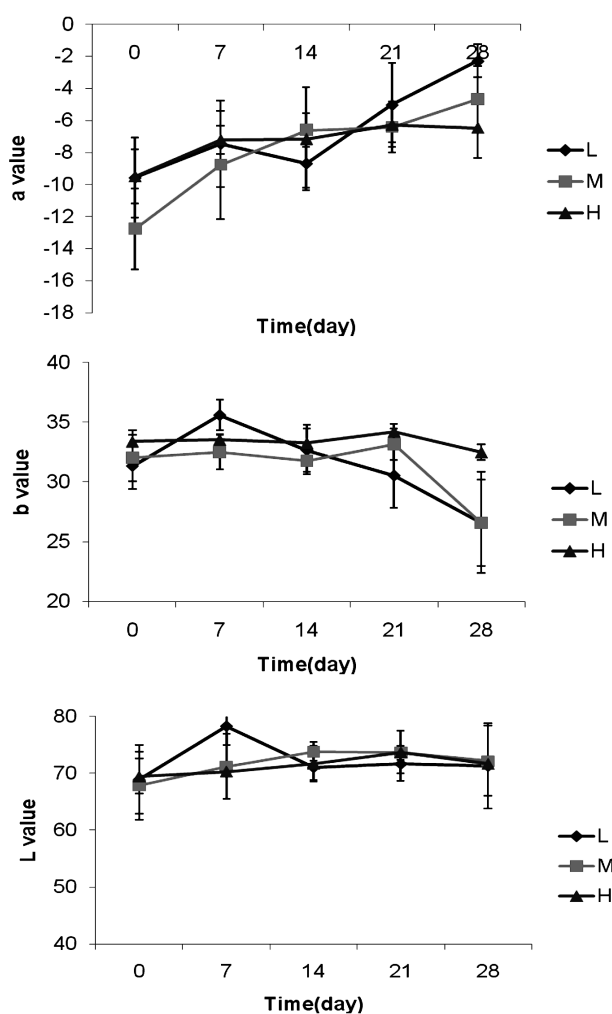 0
-2
-4
-6
-8
-10
-12
-14
-16
-18
0 7 14 21 28
a value
Time(day)
L
M
H
40
35
30
25
20
0 7 14 21 28
b value
Time(day)
L
M
H
80
70
60
50
40
0 7 14 21 28
L value
Time(day)
L
M
H